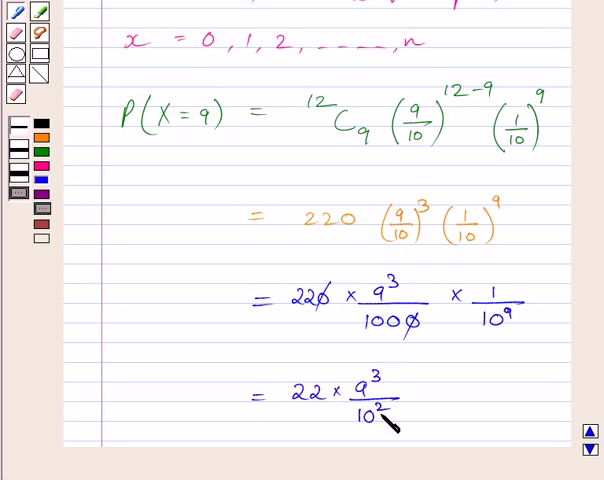 x = 0, 1, 2, ......, n
P(X = 9) = ¹²C₉ (9/10)¹²⁻⁹ (1/10)⁹
= 220 (9/10)³ (1/10)⁹
= 220 × 9³/1000 × 1/10⁹
= 22 × 9³/10²